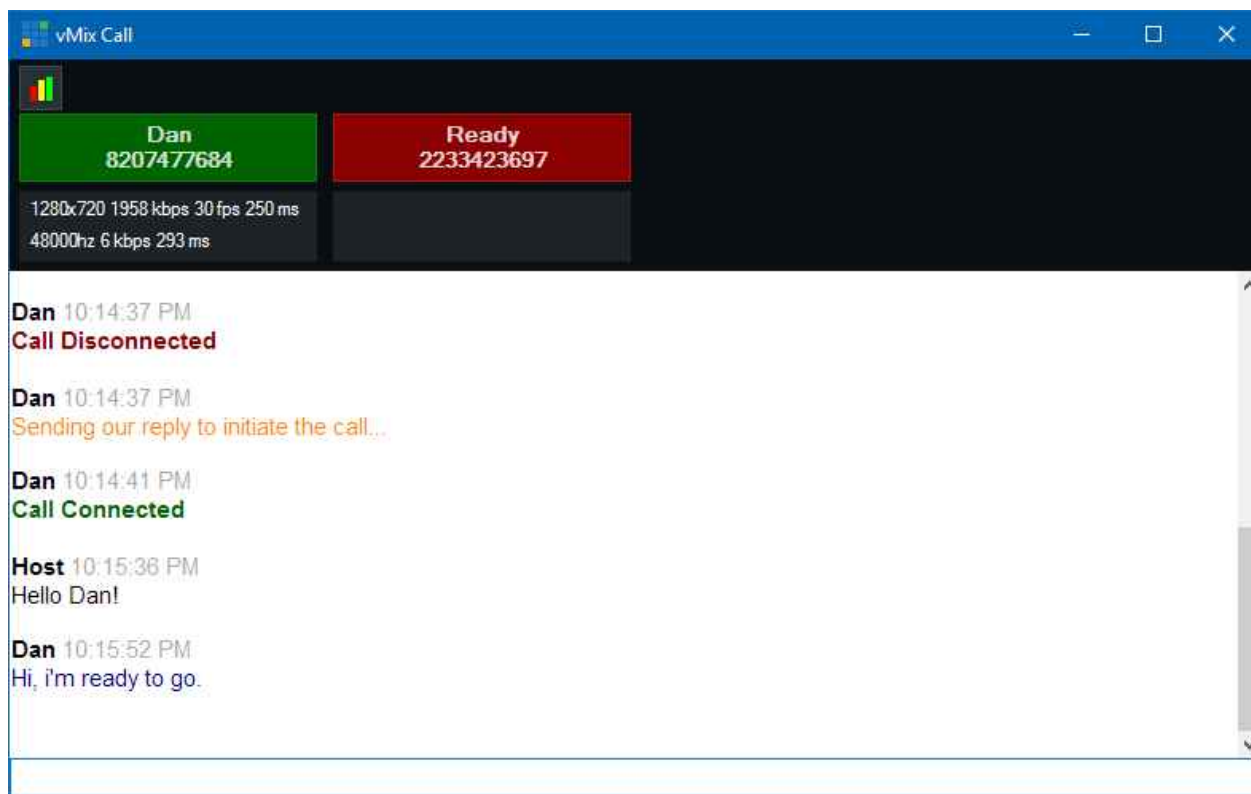 vMix Call
Dan
8207477684
Ready
2233423697
1280x720 1958 kbps 30 fps 250 ms
48000hz 6 kbps 293 ms
Dan 10:14:37 PM
Call Disconnected
Dan 10:14:37 PM
Sending our reply to initiate the call...
Dan 10:14:41 PM
Call Connected
Host 10:15:36 PM
Hello Dan!
Dan 10:15:52 PM
Hi, i'm ready to go.